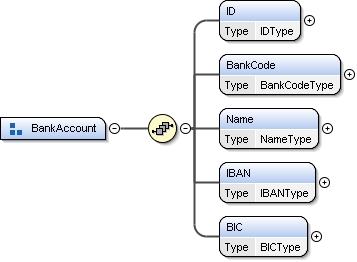 ID
Type IDType
BankCode
Type BankCodeType
BankAccount
Name
Type NameType
IBAN
Type IBANType
BIC
Type BICType